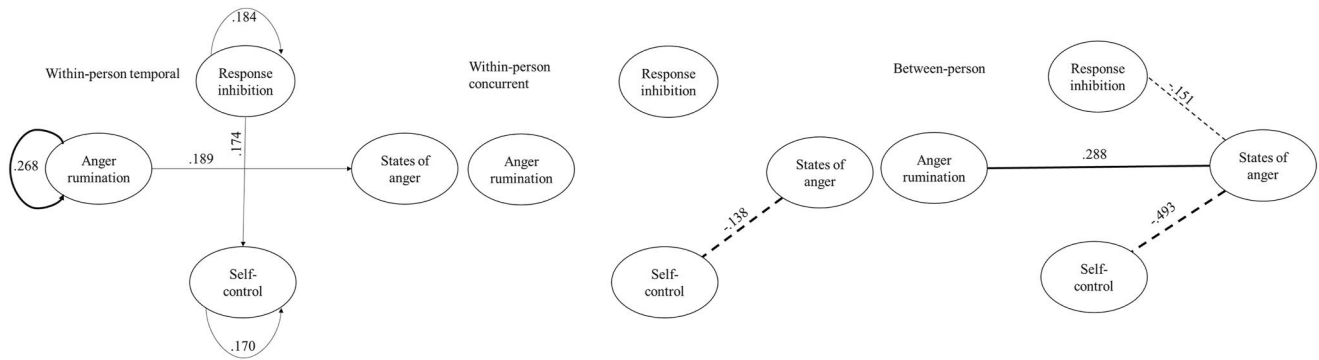 Within-person temporal
.184
Response
inhibition
.174
.268
Anger
rumination
.189
States of
anger
Self-
control
.170
Within-person
concurrent
Response
inhibition
Anger
rumination
States of
anger
-.138
Self-
control
Between-person
Response
inhibition
-.151
Anger
rumination
.288
States of
anger
-.493
Self-
control